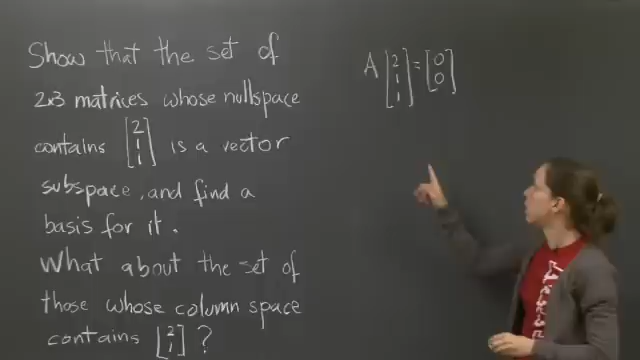 Show that the set of
2x3 matrices whose nullspace
contains [2 1 1] is a vector
subspace, and find a
basis for it.
What about the set of
those whose column space
contains [2 1] ?
A [2 1 1] = [0 0]